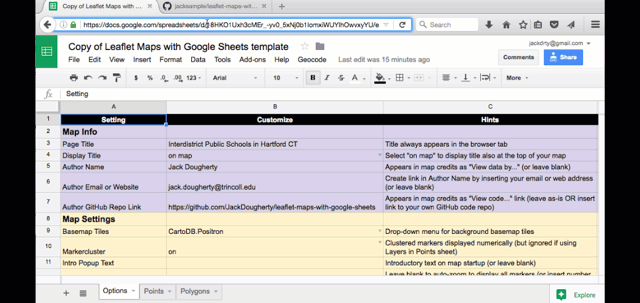 Copy of Leaflet Maps with
jacksample/leaflet-maps-wit...
Search
Copy of Leaflet Maps with Google Sheets template
jackdrty@gmail.com
File Edit View Insert Format Data Tools Add-ons Help Geocode Last edit was 15 minutes ago
Comments
Share
$ % .0 .00 123 Arial 10 B I S A More
fx Setting
A B C
1 Setting Customize Hints
2 Map Info
3 Page Title Interdistrict Public Schools in Hartford CT Title always appears in the browser tab
4 Display Title on map Select "on map" to display title also at the top of your map
5 Author Name Jack Dougherty Appears in map credits as "View data by..." (or leave blank)
Create link in Author Name by inserting your email or web address
6 Author Email or Website jack.dougherty@trincoll.edu (or leave blank)
Appears in map credits as "View code..." link (leave as-is OR insert
7 Author GitHub Repo Link https://github.com/JackDougherty/leaflet-maps-with-google-sheets link to your own GitHub code repo)
8 Map Settings
9 Basemap Tiles CartoDB.Positron Drop-down menu for background basemap tiles
Clustered markers displayed numerically (but ignored if using
10 Markercluster on Layers in Points sheet)
11 Intro Popup Text Introductory text on map startup (or leave blank)
Leave blank to auto-zoom to display all markers (or insert number
Options Points Polygons
Explore